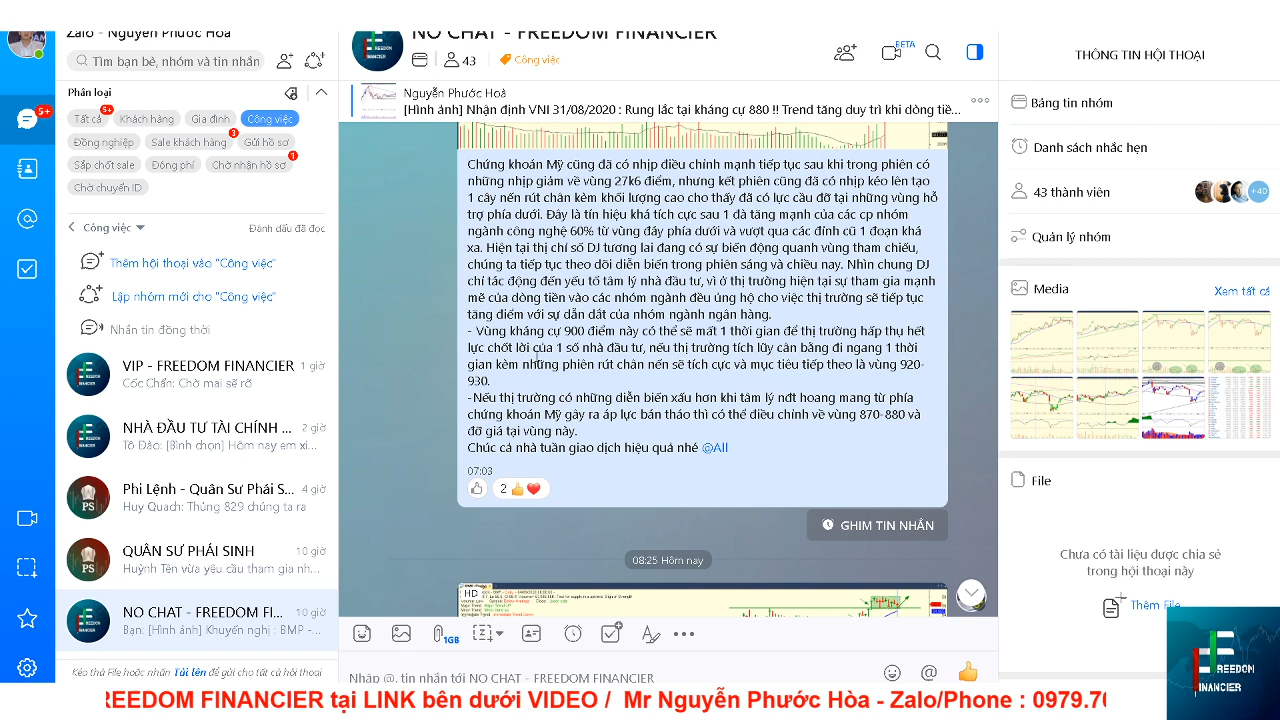 Zalo - Nguyễn Phước Hòa
Tìm bạn bè, nhóm và tin nhắn
Phân loại
Tất cả
5+
Khách hàng
Gia đình
Công việc
Đồng nghiệp
Sale khách hàng
3
Gửi hồ sơ
Sắp chốt sale
Đóng phí
Chờ nhận hồ sơ
1
Chờ chuyển ID
Công việc
Đánh dấu đã đọc
Thêm hội thoại vào "Công việc"
Lập nhóm mới cho "Công việc"
Nhắn tin đồng thời
VIP - FREEDOM FINANCIER
1 giờ
Cốc Chấn: Chờ mai sẽ rõ
NHÀ ĐẦU TƯ TÀI CHÍNH ...
2 giờ
Phi Lệnh - Quân Sư Phái S...
4 giờ
Huy Quach: Thủng 829 chúng ta ra
QUÂN SƯ PHÁI SINH
10 giờ
Huỳnh Tên vừa yêu cầu tham gia nh...
NO CHAT - FREEDOM FINANCIER
10 giờ
Bạn: [Hình ảnh] Khuyến nghị : BMP -...
Kéo thả File hoặc nhấn Tải lên để gửi cho tất cả hội thoại
5+
NO CHAT - FREEDOM FINANCIER
43
Công việc
BETA
Nguyễn Phước Hoà
[Hình ảnh] Nhận định VNI 31/08/2020 : Rung lắc tại kháng cự 880 !! Thị trường duy trì khi dòng tiề...
Chứng khoán Mỹ cũng đã có nhịp điều chỉnh mạnh tiếp tục sau khi trong phiên có
những nhịp giảm về vùng 27k6 điểm, nhưng kết phiên cũng đã có nhịp kéo lên tạo
1 cây nến rút chân kèm khối lượng cao cho thấy đã có lực cầu đỡ tại những vùng hỗ
trợ phía dưới. Đây là tín hiệu khá tích cực sau 1 đà tăng mạnh của các cp nhóm
ngành công nghệ 60% từ vùng đáy phía dưới và vượt qua các đỉnh cũ 1 đoạn khá
xa. Hiện tại thì chỉ số DJ tương lai đang có sự biến động quanh vùng tham chiếu,
chúng ta tiếp tục theo dõi diễn biến trong phiên sáng và chiều nay. Nhìn chung DJ
chỉ tác động đến yếu tố tâm lý nhà đầu tư, vì ở thị trường hiện tại sự tham gia mạnh
mẽ của dòng tiền vào các nhóm ngành đều ủng hộ cho việc thị trường sẽ tiếp tục
tăng điểm với sự dẫn dắt của nhóm ngành ngân hàng.
- Vùng kháng cự 900 điểm này có thể sẽ mất 1 thời gian để thị trường hấp thụ hết
lực chốt lời của 1 số nhà đầu tư, nếu thị trường tích lũy cân bằng đi ngang 1 thời
gian kèm những phiên rút chân nến sẽ tích cực và mục tiêu tiếp theo là vùng 920-
930.
-Nếu thị trường có những diễn biến xấu hơn khi tâm lý hơi hoang mang từ phía
chứng khoán Mỹ gây ra áp lực bán tháo thì có thể điều chỉnh về vùng 870-880 và
đỡ giá tại vùng này.
Chúc cả nhà tuần giao dịch hiệu quả nhé @All
07:03
2
GHIM TIN NHẮN
08:25 Hôm nay
HD
1GB
Nhập @, tin nhắn tới NO CHAT - FREEDOM FINANCIER
THÔNG TIN HỘI THOẠI
Bảng tin nhóm
Danh sách nhắc hẹn
43 thành viên
+40
Quản lý nhóm
Media
Xem tất cả
File
Chưa có tài liệu được chia sẻ
trong hội thoại này
Thêm File
REEDOM
INANCIER
REEDOM FINANCIER tại LINK bên dưới VIDEO / Mr Nguyễn Phước Hòa - Zalo/Phone : 0979.70